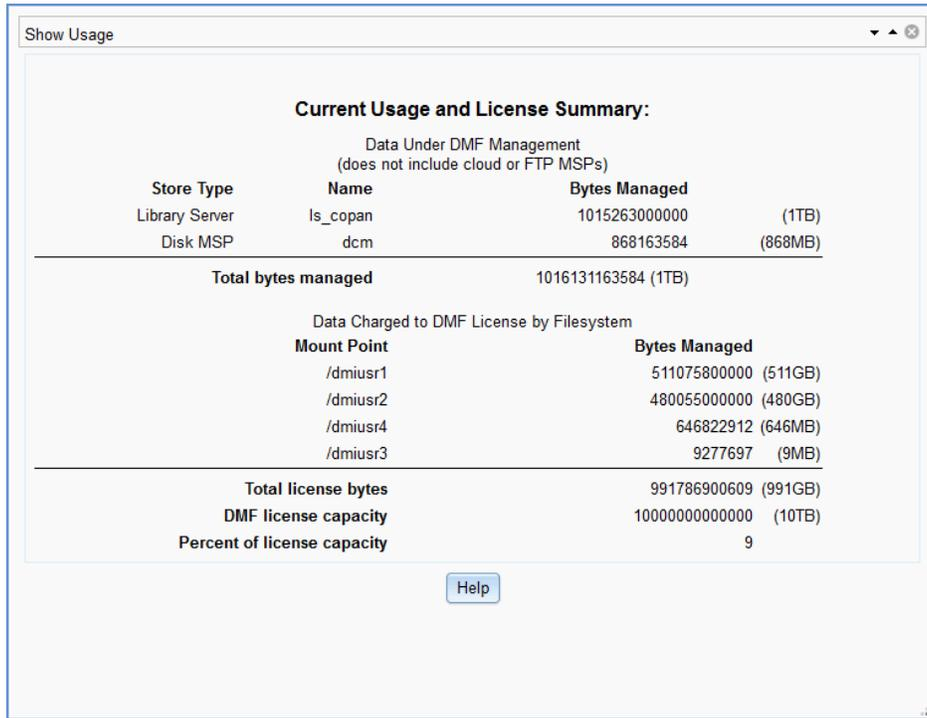 Show Usage
Current Usage and License Summary:
Data Under DMF Management
(does not include cloud or FTP MSPs)
Store Type Name Bytes Managed
Library Server ls_copan 1015263000000 (1TB)
Disk MSP dcm 868163584 (868MB)
Total bytes managed 1016131163584 (1TB)
Data Charged to DMF License by Filesystem
Mount Point Bytes Managed
/dmiusr1 511075800000 (511GB)
/dmiusr2 480055000000 (480GB)
/dmiusr4 646822912 (646MB)
/dmiusr3 9277697 (9MB)
Total license bytes 991786900609 (991GB)
DMF license capacity 10000000000000 (10TB)
Percent of license capacity 9
Help